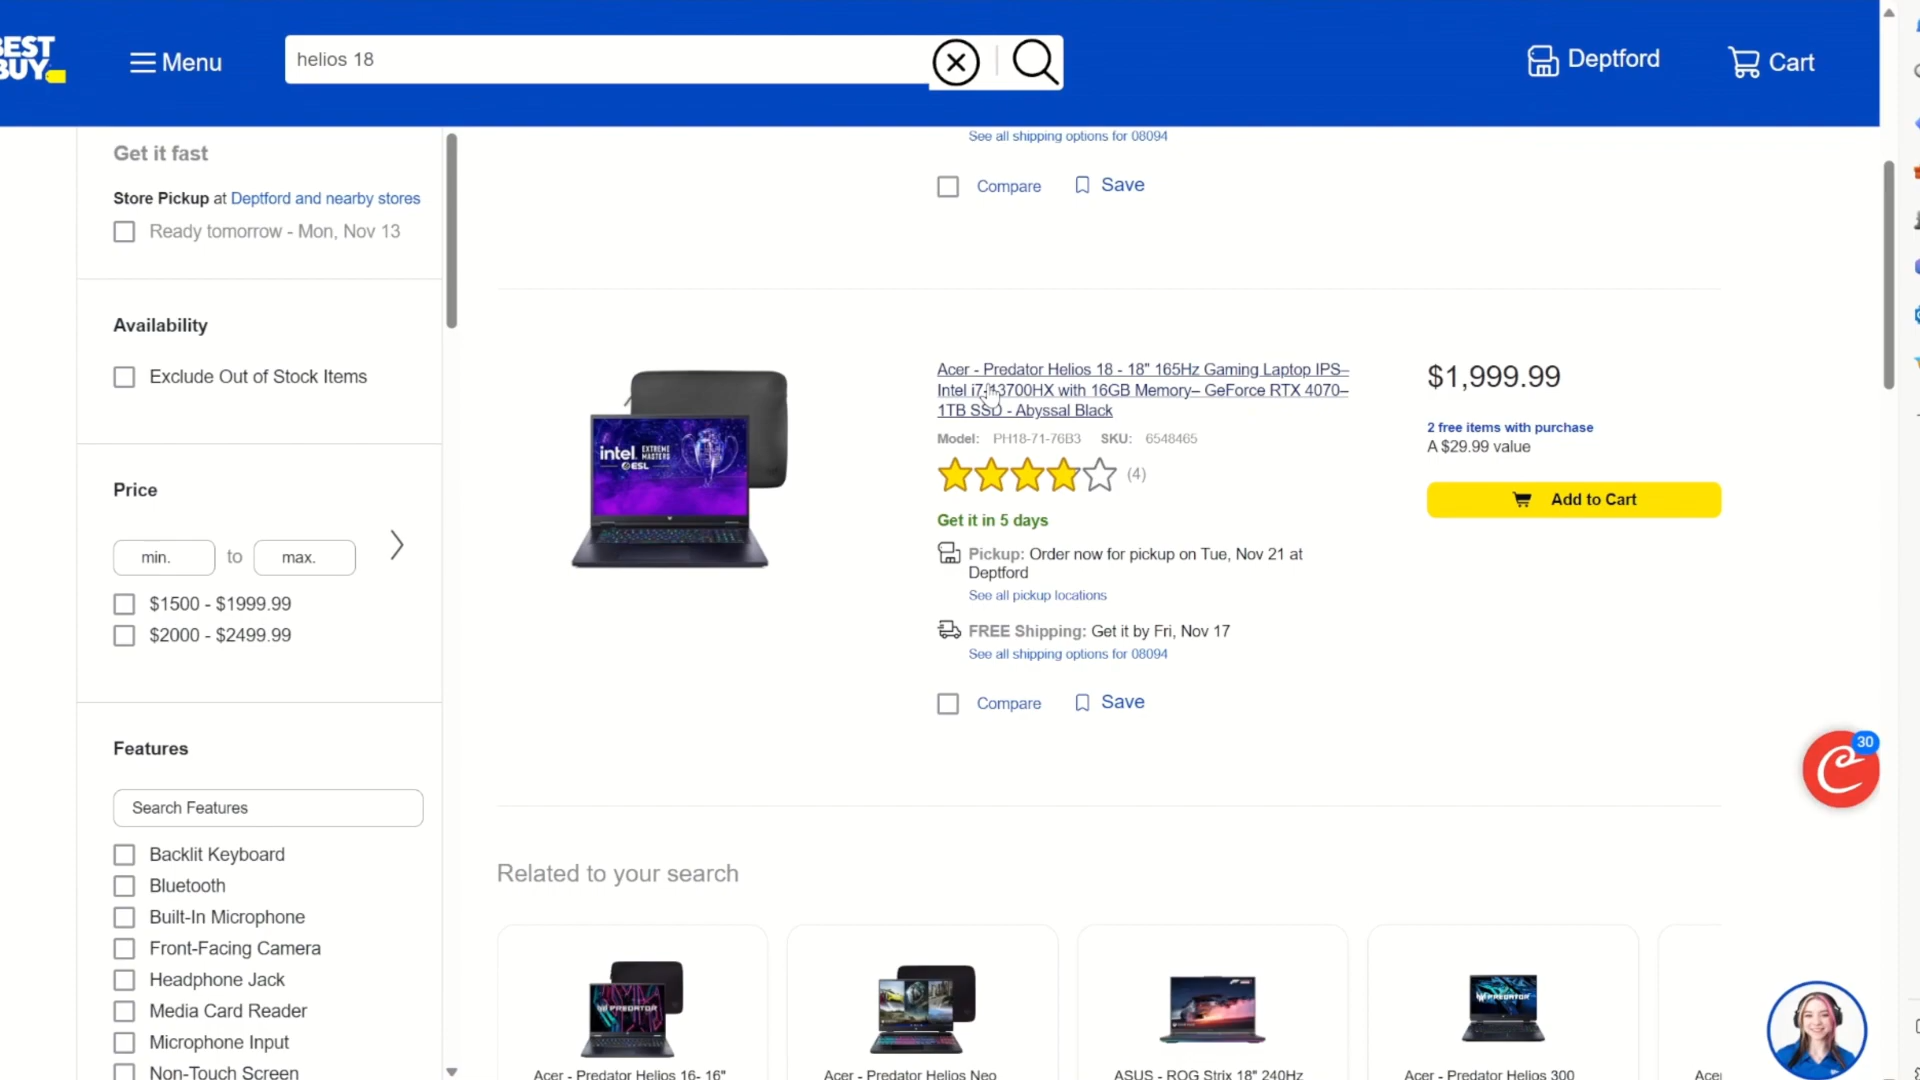 BEST
BUY
Menu
helios 18
Deptford
Cart
Get it fast
Store Pickup at Deptford and nearby stores
Ready tomorrow - Mon, Nov 13
Availability
Exclude Out of Stock Items
Price
min.
to
max.
$1500 - $1999.99
$2000 - $2499.99
Features
Search Features
Backlit Keyboard
Bluetooth
Built-In Microphone
Front-Facing Camera
Headphone Jack
Media Card Reader
Microphone Input
Non-Touch Screen
See all shipping options for 08094
Compare
Save
intel EXTREME
MASTERS
ESL
Acer - Predator Helios 18 - 18" 165Hz Gaming Laptop IPS–
Intel i7-13700HX with 16GB Memory– GeForce RTX 4070–
1TB SSD - Abyssal Black
Model: PH18-71-76B3 SKU: 6548465
(4)
Get it in 5 days
Pickup: Order now for pickup on Tue, Nov 21 at
Deptford
See all pickup locations
FREE Shipping: Get it by Fri, Nov 17
See all shipping options for 08094
Compare
Save
$1,999.99
2 free items with purchase
A $29.99 value
Add to Cart
30
Related to your search
PREDATOR
PREDATOR
Acer - Predator Helios 16- 16"
Acer - Predator Helios Neo
ASUS - ROG Strix 18" 240Hz
Acer - Predator Helios 300
Acer